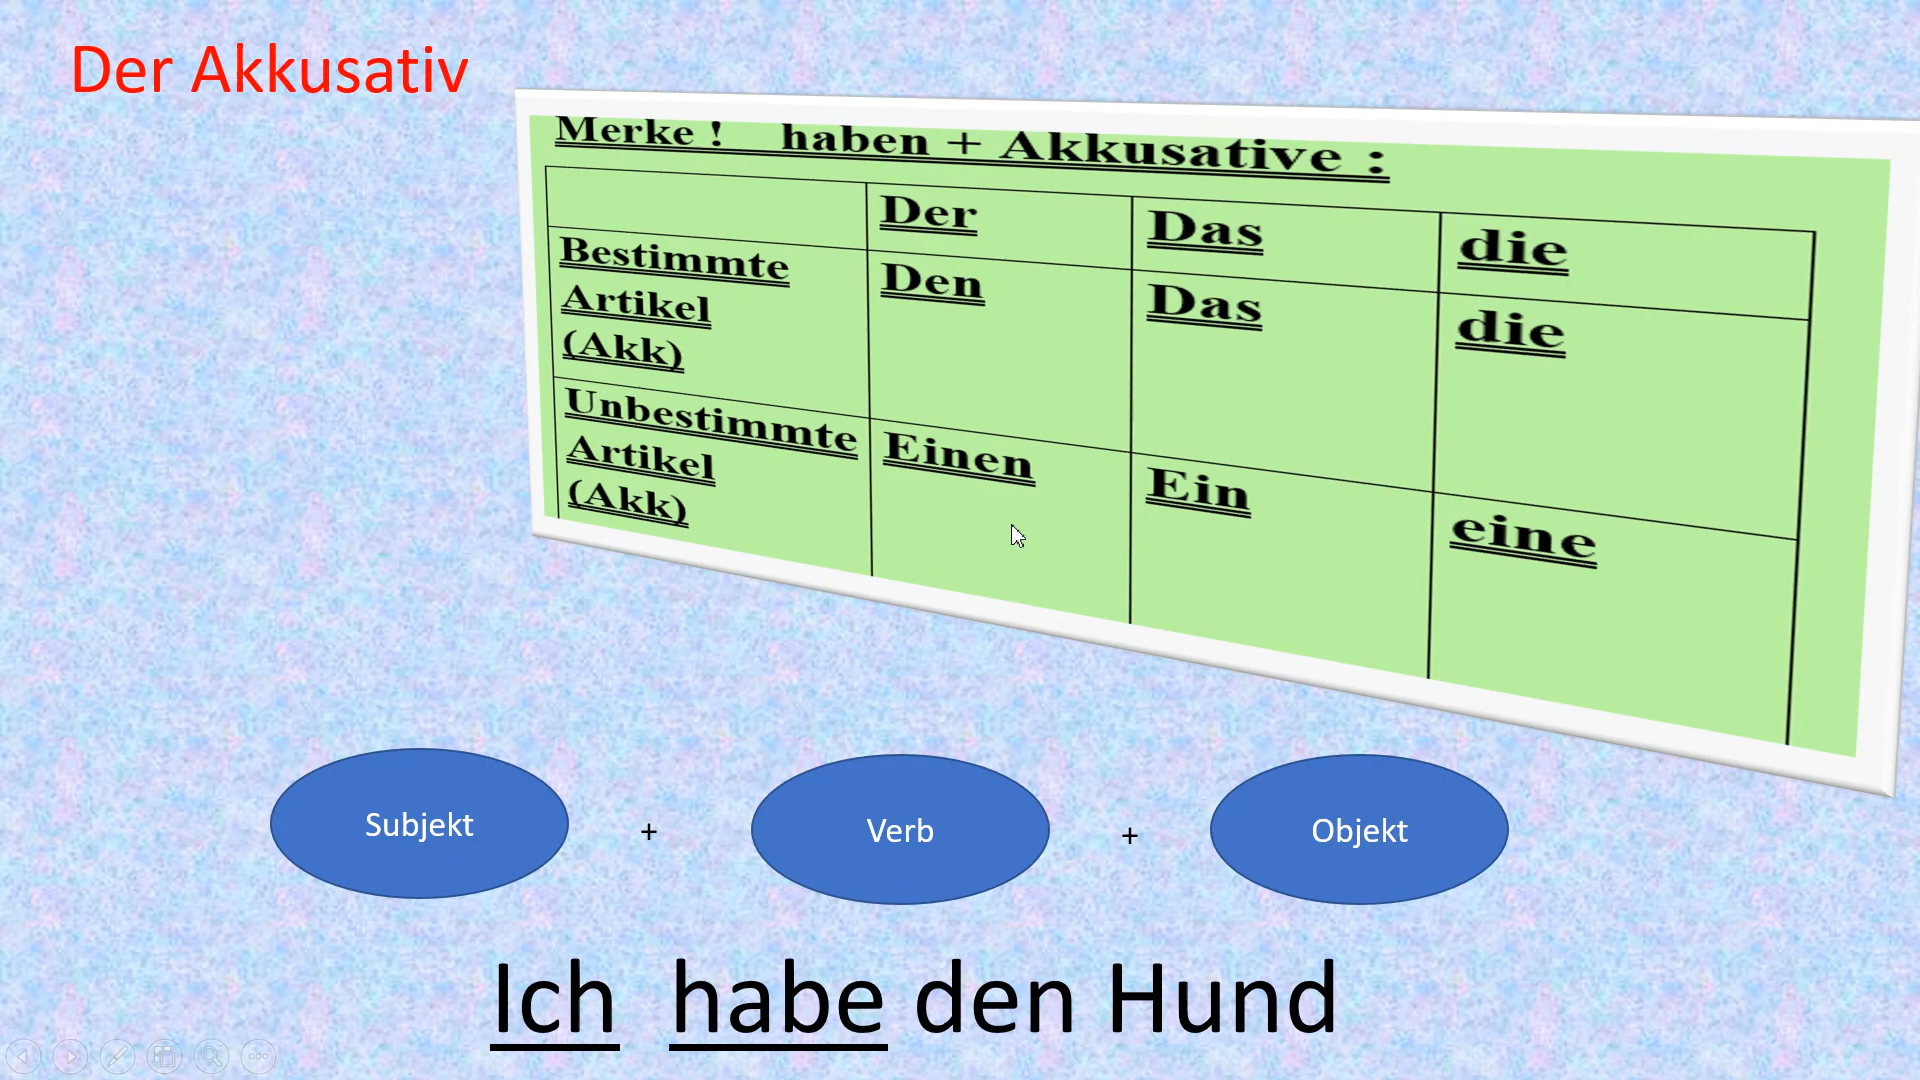 Der Akkusativ
Merke ! haben + Akkusative :
Der Das die
Bestimmte Artikel (Akk) Den Das die
Unbestimmte Artikel (Akk) Einen Ein eine
Subjekt + Verb + Objekt
Ich habe den Hund